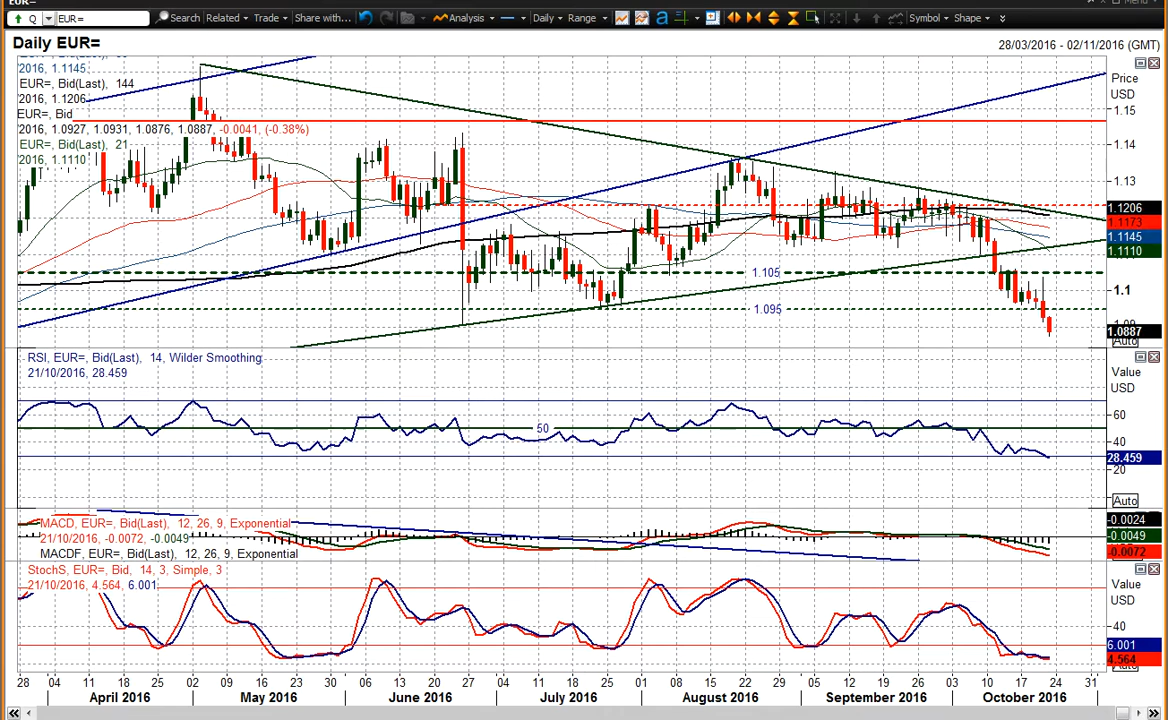 EUR=
Menu
Q EUR= Search Related Trade Share with... Analysis Daily Range Symbol Shape
Daily EUR=
28/03/2016 - 02/11/2016 (GMT)
2016, 1.1145
EUR=, Bid(Last), 144
2016, 1.1206
EUR=, Bid
2016, 1.0927, 1.0931, 1.0876, 1.0887, -0.0041, (-0.38%)
EUR=, Bid(Last), 21
2016, 1.1110
Price
USD
1.15
1.14
1.13
1.1206
1.1173
1.1145
1.1110
1.105
1.1
1.095
1.09
1.0887
Auto
RSI, EUR=, Bid(Last), 14, Wilder Smoothing
21/10/2016, 28.459
Value
USD
60
50
40
28.459
20
Auto
MACD, EUR=, Bid(Last), 12, 26, 9, Exponential
21/10/2016, -0.0072, -0.0049
MACDF, EUR=, Bid(Last), 12, 26, 9, Exponential
-0.0024
-0.0049
-0.0072
StochS, EUR=, Bid, 14, 3, Simple, 3
21/10/2016, 4.564, 6.001
Value
USD
40
6.001
4.564
Auto
28 04 11 18 25 02 09 16 23 30 06 13 20 27 04 11 18 25 01 08 15 22 29 05 12 19 26 03 10 17 24 31
April 2016 May 2016 June 2016 July 2016 August 2016 September 2016 October 2016